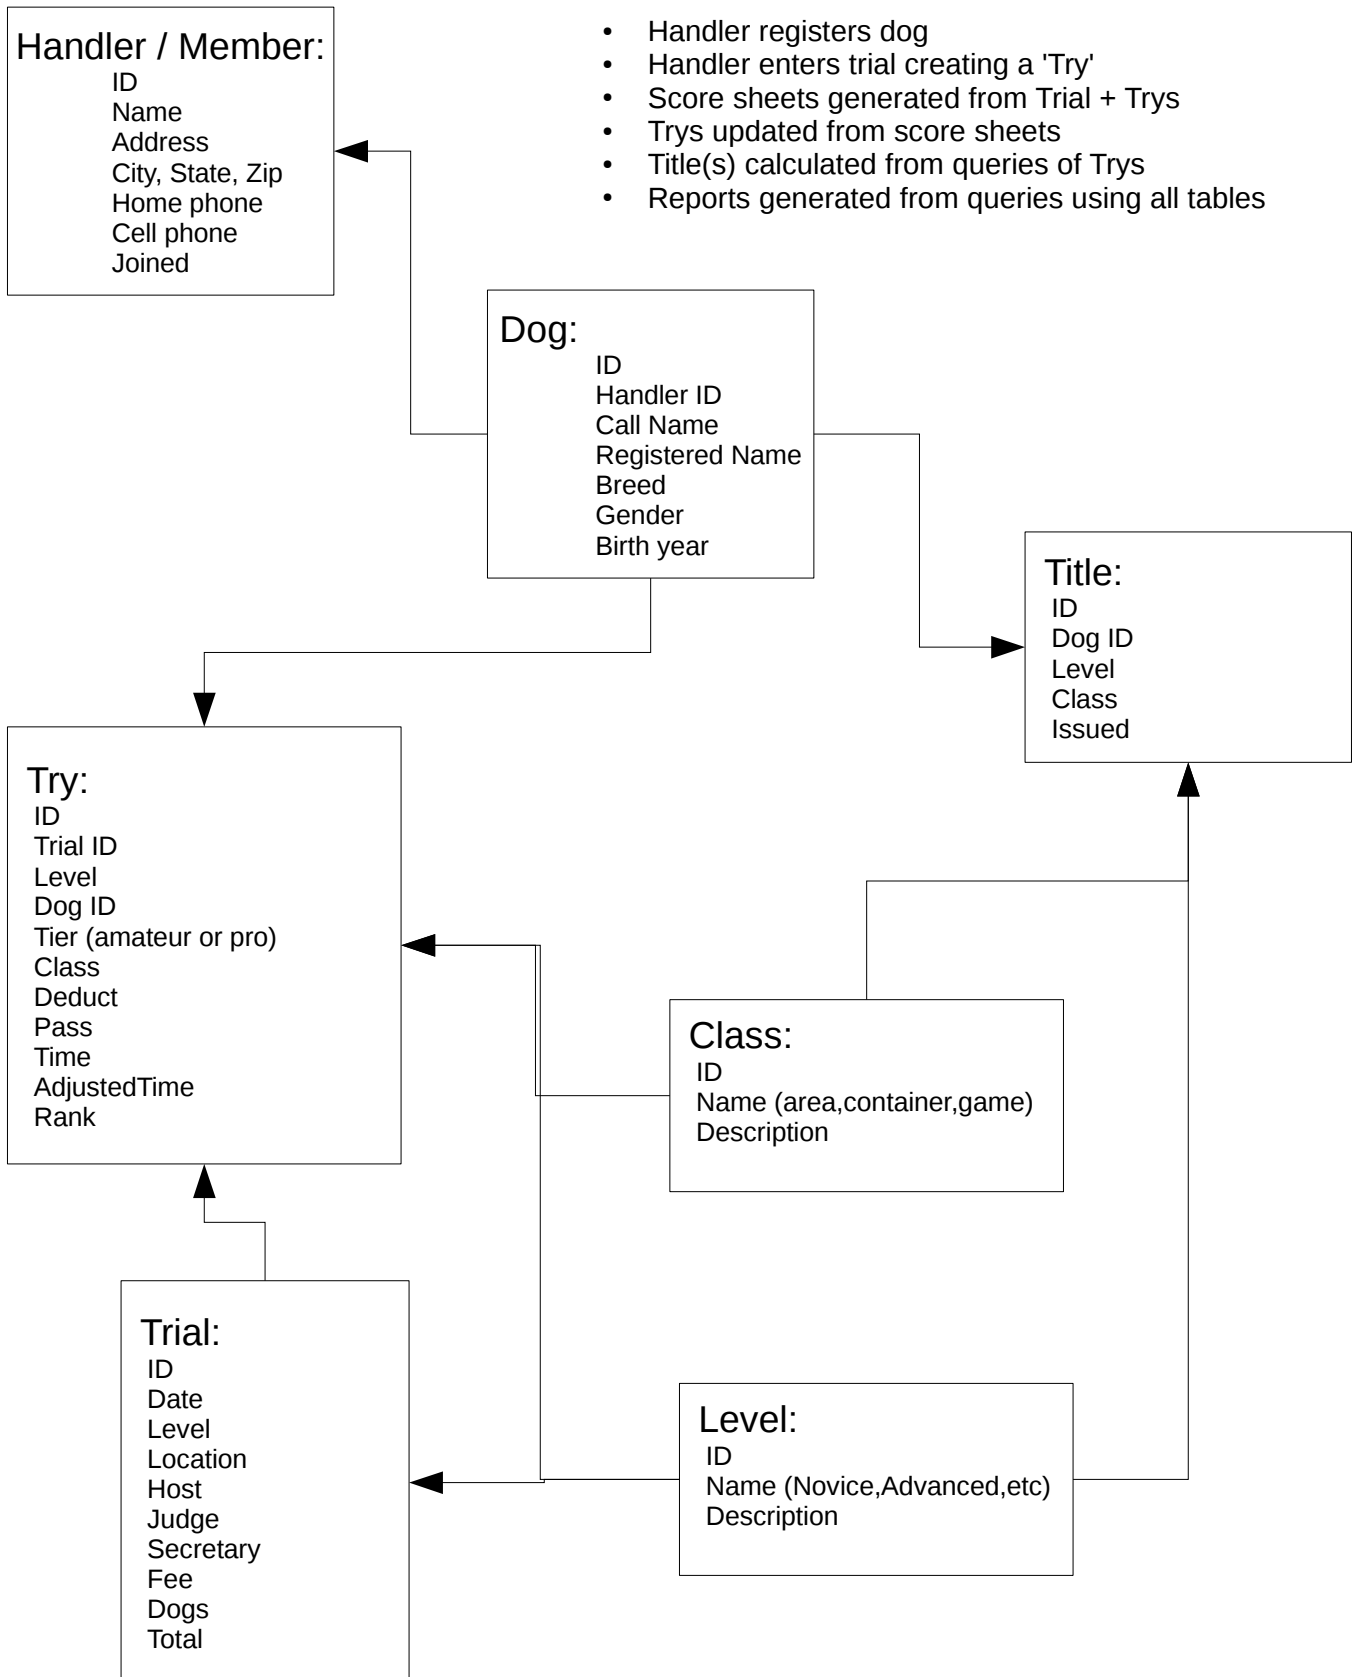 Handler / Member:
ID
Name
Address
City, State, Zip
Home phone
Cell phone
Joined
• Handler registers dog
• Handler enters trial creating a 'Try'
• Score sheets generated from Trial + Trys
• Trys updated from score sheets
• Title(s) calculated from queries of Trys
• Reports generated from queries using all tables
Dog:
ID
Handler ID
Call Name
Registered Name
Breed
Gender
Birth year
Title:
ID
Dog ID
Level
Class
Issued
Try:
ID
Trial ID
Level
Dog ID
Tier (amateur or pro)
Class
Deduct
Pass
Time
AdjustedTime
Rank
Class:
ID
Name (area,container,game)
Description
Trial:
ID
Date
Level
Location
Host
Judge
Secretary
Fee
Dogs
Total
Level:
ID
Name (Novice,Advanced,etc)
Description